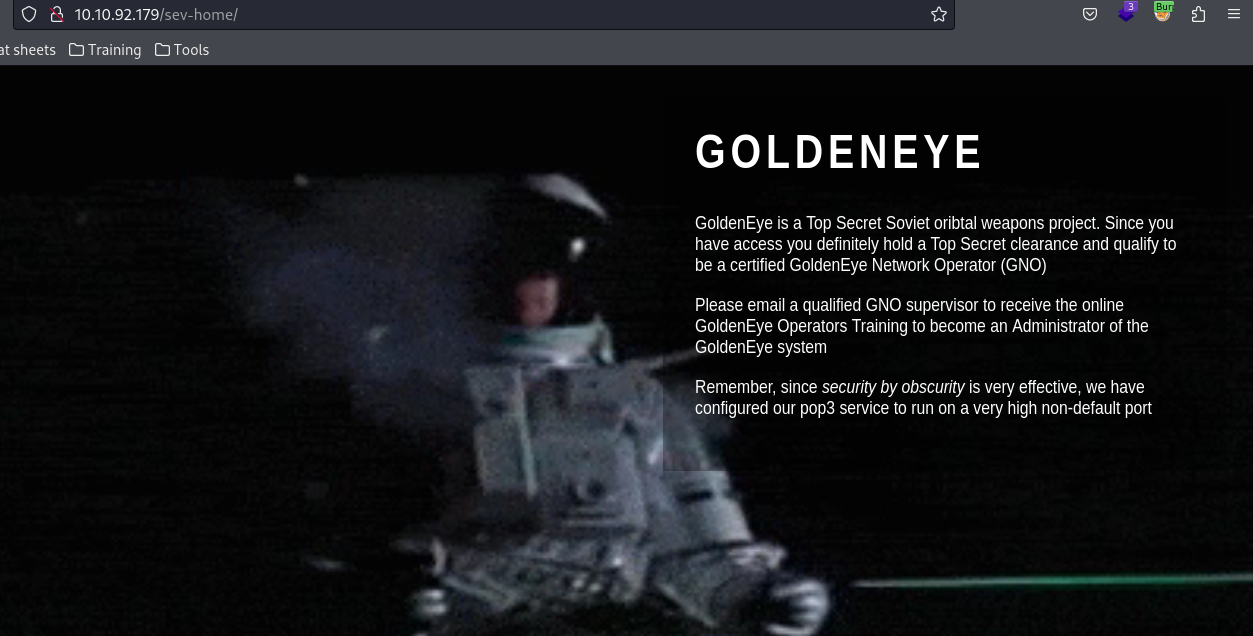 10.10.92.179/sev-home/
3
Bur
at sheets
Training
Tools
GOLDENEYE
GoldenEye is a Top Secret Soviet oribtal weapons project. Since you
have access you definitely hold a Top Secret clearance and qualify to
be a certified GoldenEye Network Operator (GNO)
Please email a qualified GNO supervisor to receive the online
GoldenEye Operators Training to become an Administrator of the
GoldenEye system
Remember, since security by obscurity is very effective, we have
configured our pop3 service to run on a very high non-default port